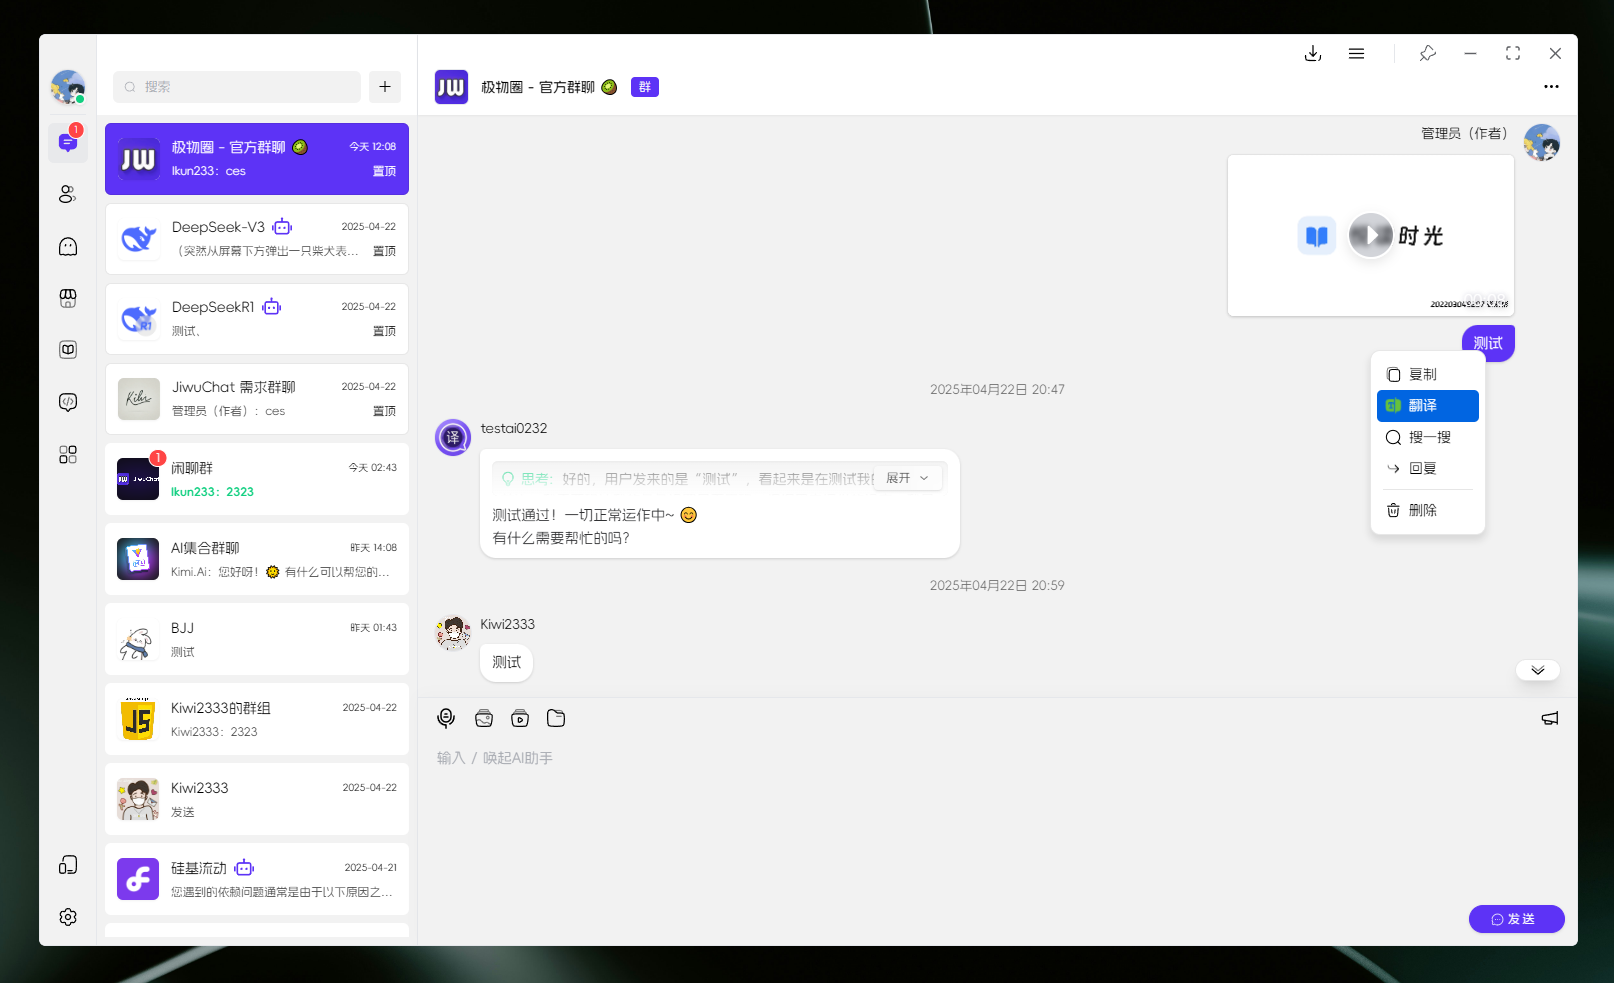 搜索
JW
极物圈 - 官方群聊
群
1
JW
极物圈 - 官方群聊
今天 12:08
Ikun233：ces
置顶
DeepSeek-V3
2025-04-22
（突然从屏幕下方弹出一只柴犬表...
置顶
R1
DeepSeekR1
2025-04-22
测试、
置顶
JiwuChat 需求群聊
2025-04-22
管理员（作者）：ces
置顶
1
闲聊群
今天 02:43
Ikun233：2323
AI集合群聊
昨天 14:08
Kimi.Ai：您好呀！
有什么可以帮您的...
BJJ
昨天 01:43
测试
JS
Kiwi2333的群组
2025-04-22
Kiwi2333：2323
Kiwi2333
2025-04-22
发送
硅基流动
2025-04-21
您遇到的依赖问题通常是由于以下原因之...
管理员（作者）
时光
测试
复制
翻译
搜一搜
回复
删除
2025年04月22日 20:47
译
testai0232
思考：好的，用户发来的是“测试”，看起来是在测试我
展开
测试通过！一切正常运作中~
有什么需要帮忙的吗？
2025年04月22日 20:59
Kiwi2333
测试
输入 / 唤起AI助手
发送